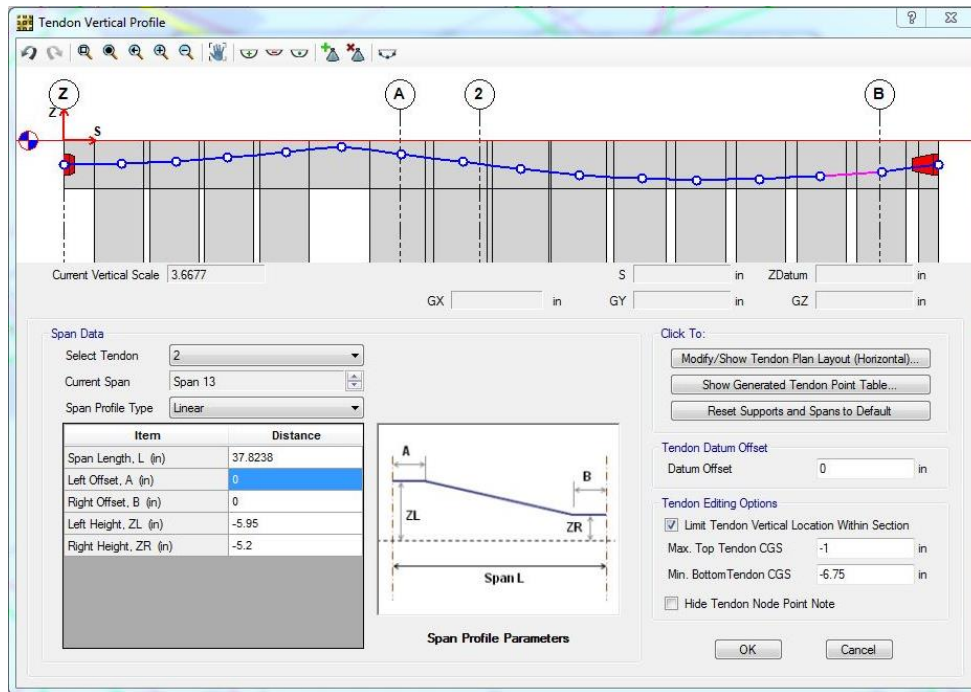 Tendon Vertical Profile
Z A 2 B
Z
S
Current Vertical Scale 3.6677 S in ZDatum in
GX in GY in GZ in
Span Data
Select Tendon 2
Current Span Span 13
Span Profile Type Linear
Item Distance
Span Length, L (in) 37.8238
Left Offset, A (in) 0
Right Offset, B (in) 0
Left Height, ZL (in) -5.95
Right Height, ZR (in) -5.2
A
B
ZL
ZR
Span L
Span Profile Parameters
Click To:
Modify/Show Tendon Plan Layout (Horizontal)...
Show Generated Tendon Point Table...
Reset Supports and Spans to Default
Tendon Datum Offset
Datum Offset 0 in
Tendon Editing Options
Limit Tendon Vertical Location Within Section
Max. Top Tendon CGS -1 in
Min. BottomTendon CGS -6.75 in
Hide Tendon Node Point Note
OK Cancel